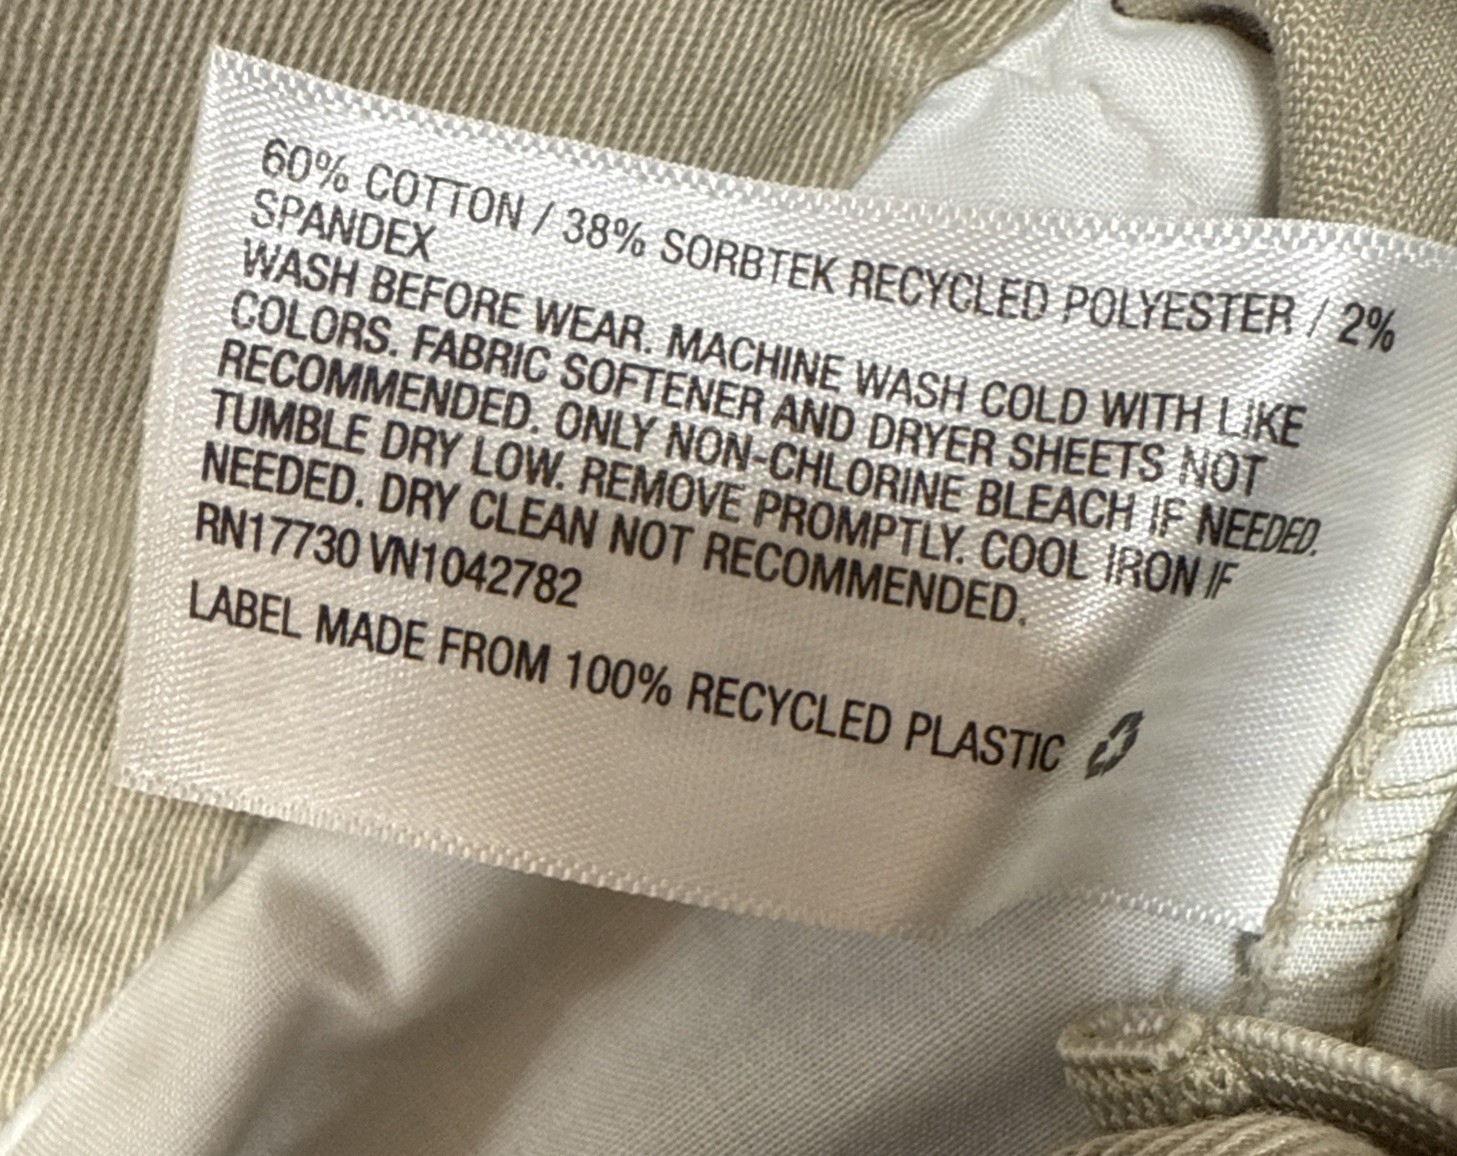 60% COTTON / 38% SORBTEK RECYCLED POLYESTER / 2%
SPANDEX
WASH BEFORE WEAR. MACHINE WASH COLD WITH LIKE
COLORS. FABRIC SOFTENER AND DRYER SHEETS NOT
RECOMMENDED. ONLY NON-CHLORINE BLEACH IF NEEDED.
TUMBLE DRY LOW. REMOVE PROMPTLY. COOL IRON IF
NEEDED. DRY CLEAN NOT RECOMMENDED.
RN17730 VN1042782
LABEL MADE FROM 100% RECYCLED PLASTIC